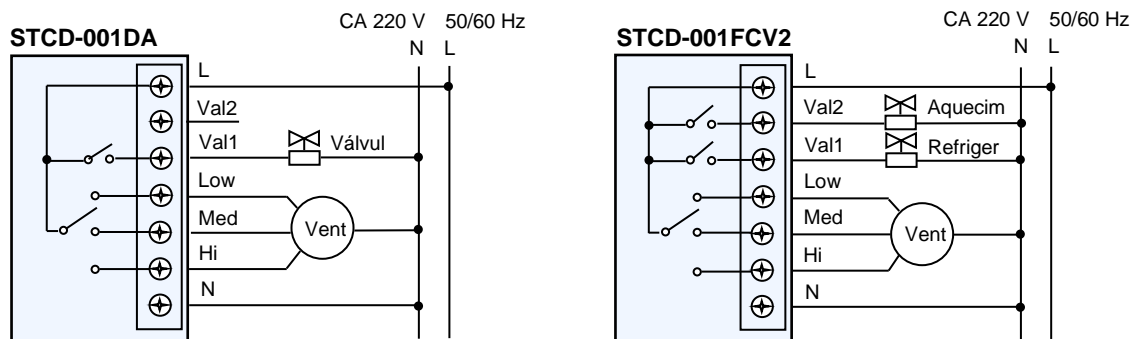 CA 220 V 50/60 Hz
STCD-001DA
N L
L
Val2
Val1
Válvul
Low
Med
Vent
Hi
N
CA 220 V 50/60 Hz
STCD-001FCV2
N L
L
Val2
Aquecim
Val1
Refriger
Low
Med
Vent
Hi
N